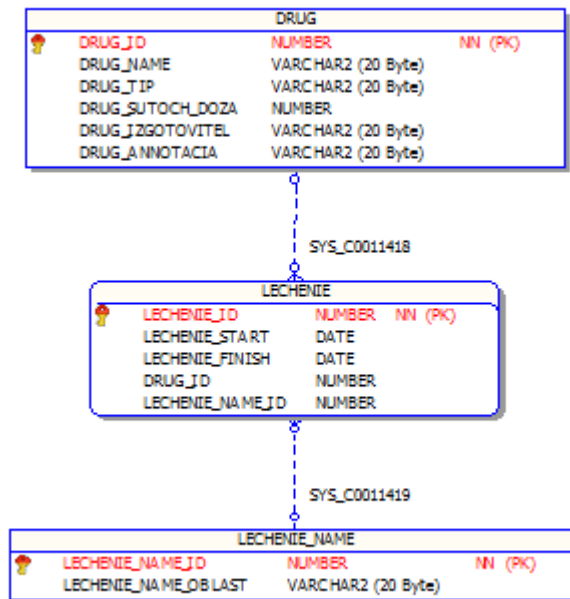 DRUG
DRUG_ID NUMBER NN (PK)
DRUG_NAME VARCHAR2 (20 Byte)
DRUG_TIP VARCHAR2 (20 Byte)
DRUG_SUTOCH_DOZA NUMBER
DRUG_IZGOTOVITEL VARCHAR2 (20 Byte)
DRUG_ANNOTACIA VARCHAR2 (20 Byte)
SYS_C0011418
LECHENIE
LECHENIE_ID NUMBER NN (PK)
LECHENIE_START DATE
LECHENIE_FINISH DATE
DRUG_ID NUMBER
LECHENIE_NAME_ID NUMBER
SYS_C0011419
LECHENIE_NAME
LECHENIE_NAME_ID NUMBER NN (PK)
LECHENIE_NAME_OBLAST VARCHAR2 (20 Byte)